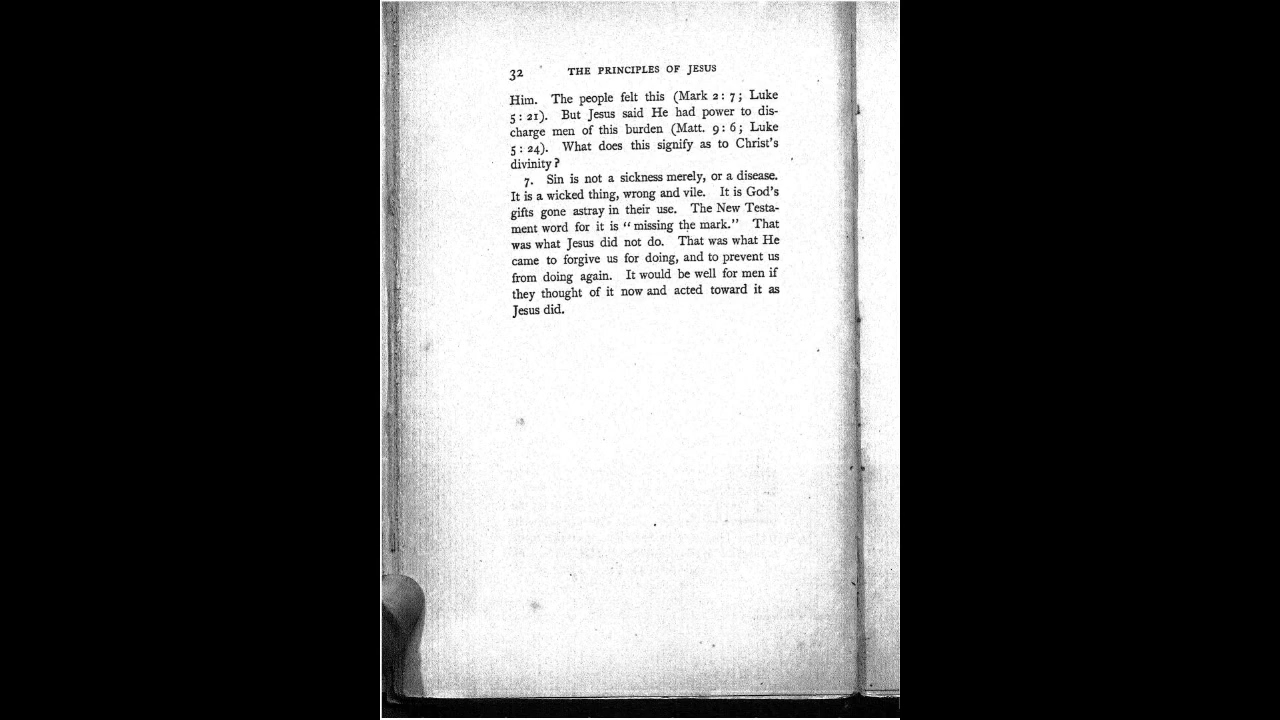 32 THE PRINCIPLES OF JESUS
Him. The people felt this (Mark 2 : 7 ; Luke
5 : 21). But Jesus said He had power to dis-
charge men of this burden (Matt. 9 : 6 ; Luke
5 : 24). What does this signify as to Christ's
divinity ?
7. Sin is not a sickness merely, or a disease.
It is a wicked thing, wrong and vile. It is God's
gifts gone astray in their use. The New Testa-
ment word for it is " missing the mark." That
was what Jesus did not do. That was what He
came to forgive us for doing, and to prevent us
from doing again. It would be well for men if
they thought of it now and acted toward it as
Jesus did.